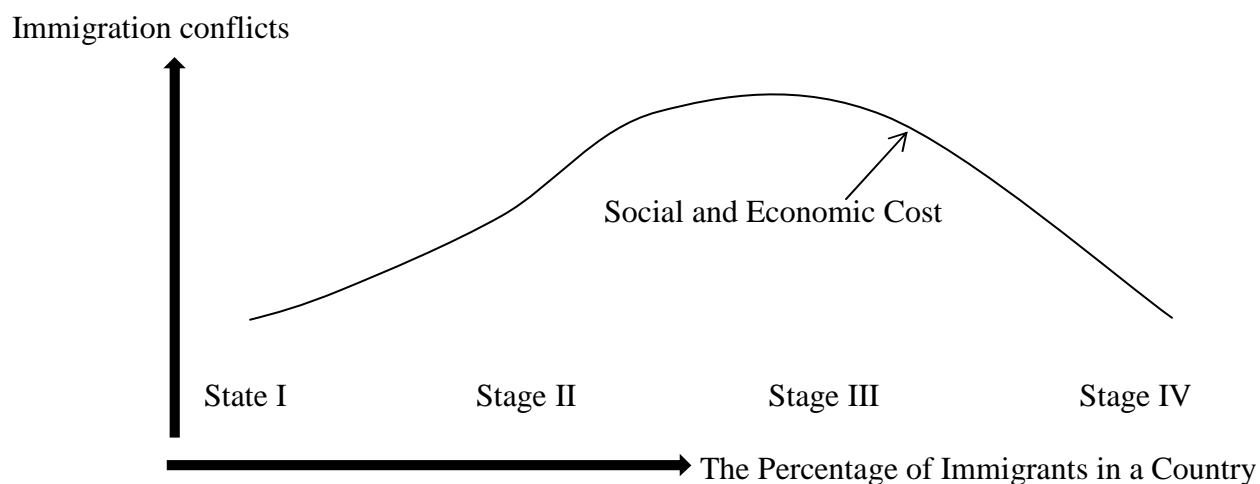 Immigration conflicts
Social and Economic Cost
State I
Stage II
Stage III
Stage IV
The Percentage of Immigrants in a Country